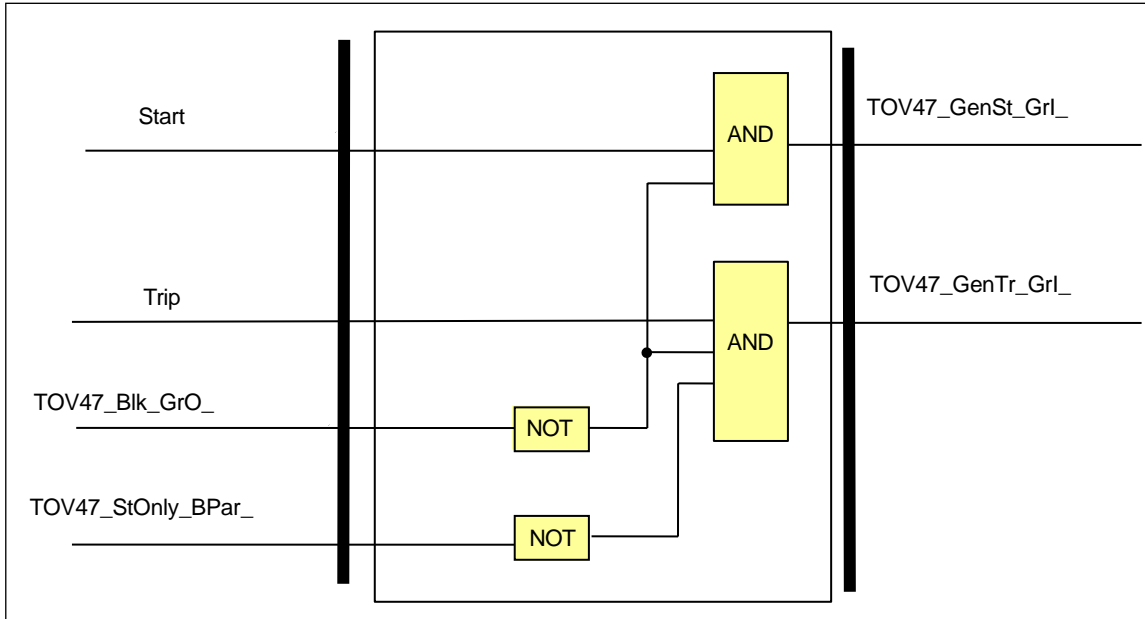 Start
AND
TOV47_GenSt_GrI_
Trip
AND
TOV47_GenTr_GrI_
TOV47_Blk_GrO_
NOT
TOV47_StOnly_BPar_
NOT